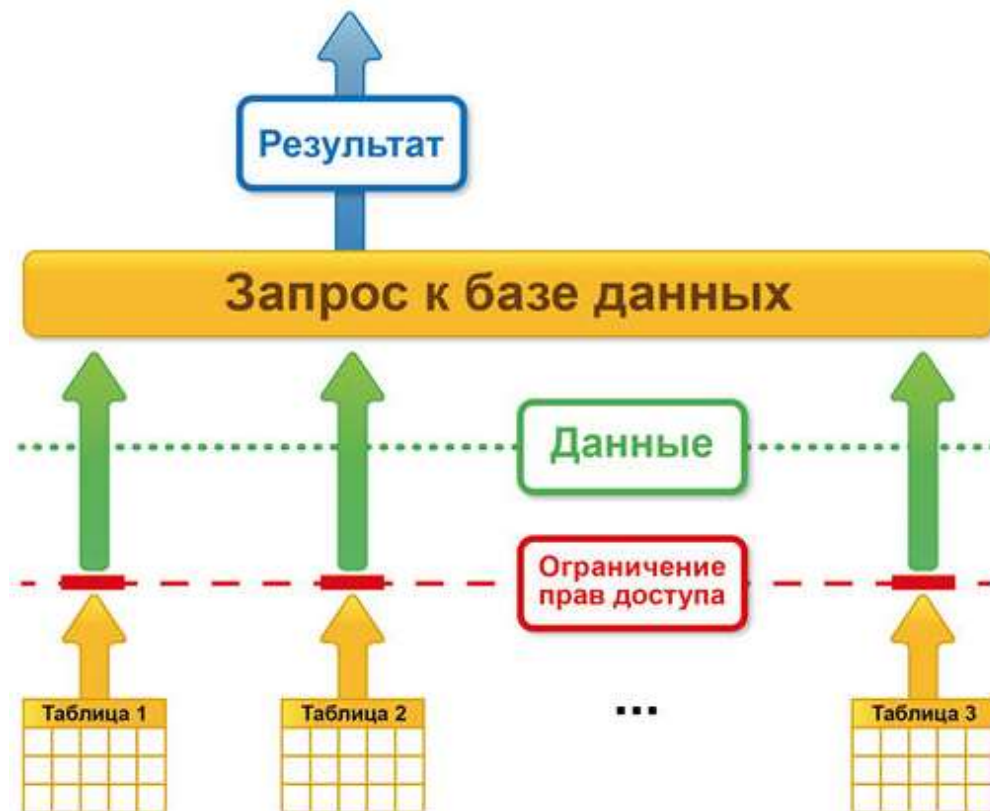 Результат
Запрос к базе данных
Данные
Ограничение
прав доступа
...
Таблица 1
Таблица 2
Таблица 3